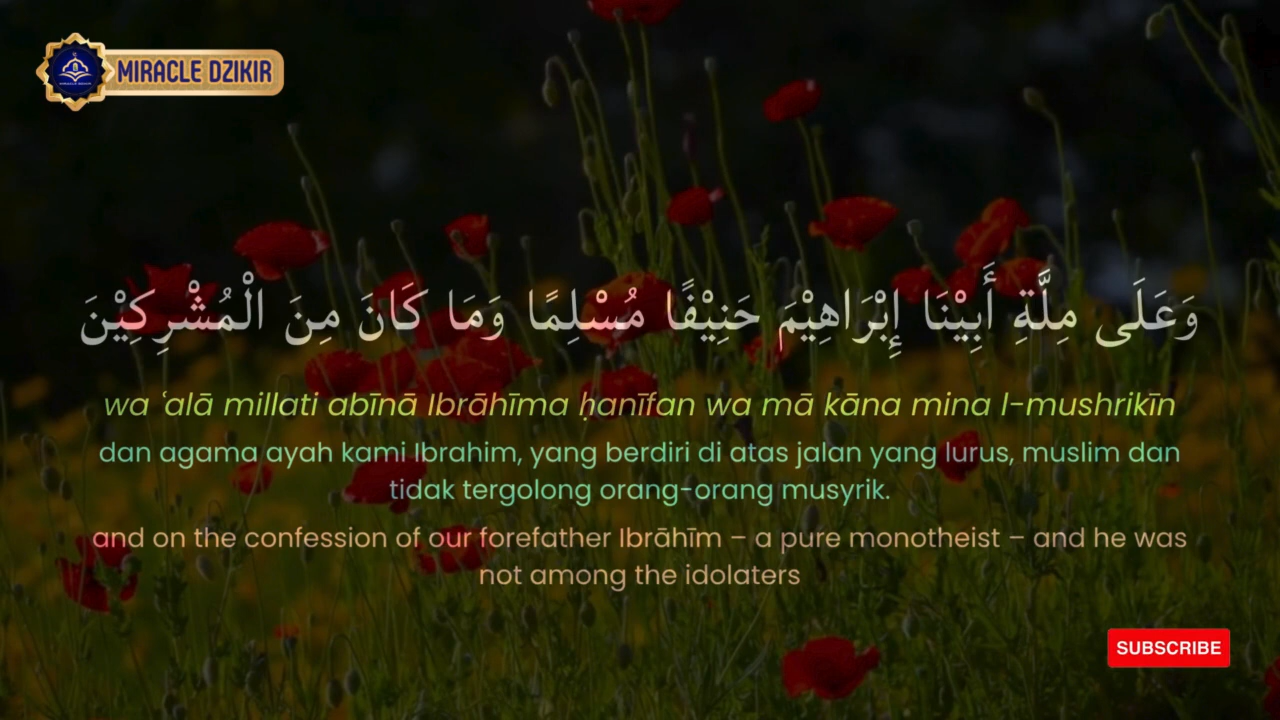 MIRACLE DZIKIR
وَعَلَى مِلَّةِ أَبِيْنَا إِبْرَاهِيْمَ حَنِيْفًا مُسْلِمًا وَمَا كَانَ مِنَ الْمُشْرِكِيْنَ
wa ʿalā millati abīnā Ibrāhīma ḥanīfan wa mā kāna mina l-mushrikīn
dan agama ayah kami Ibrahim, yang berdiri di atas jalan yang lurus, muslim dan
tidak tergolong orang-orang musyrik.
and on the confession of our forefather Ibrāhīm – a pure monotheist – and he was
not among the idolaters
SUBSCRIBE